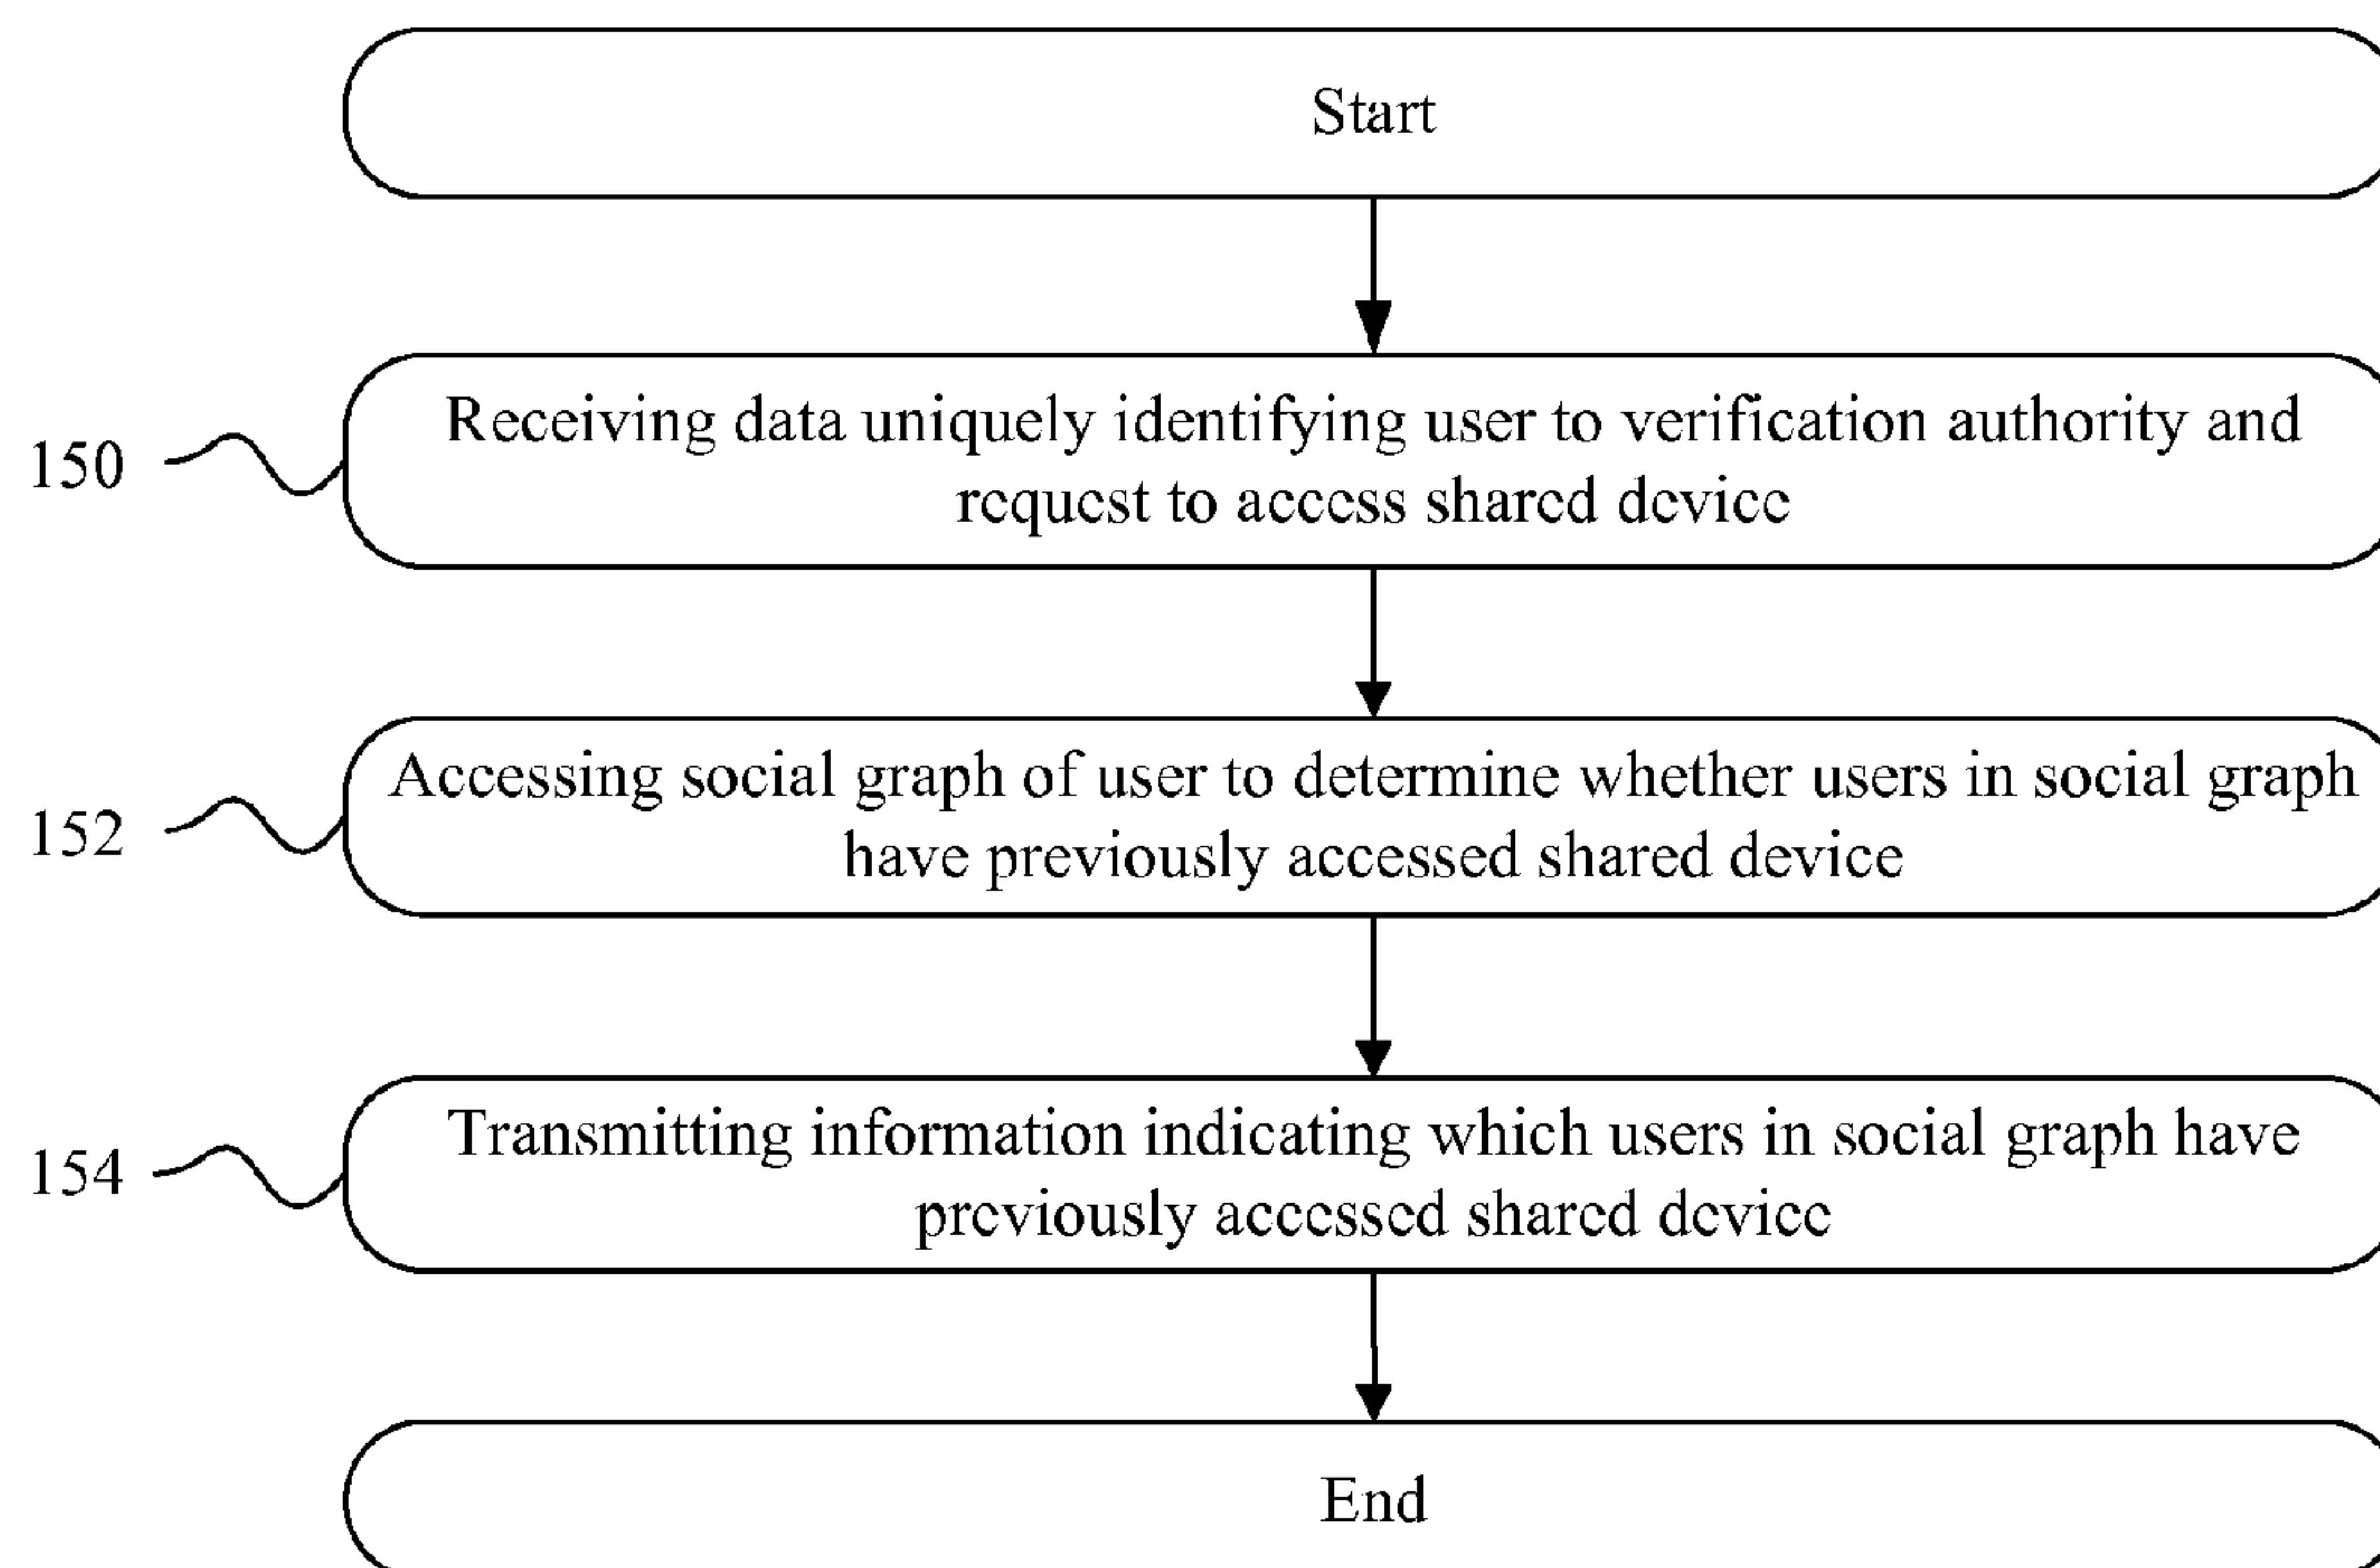 Start
150
Receiving data uniquely identifying user to verification authority and
request to access shared device
152
Accessing social graph of user to determine whether users in social graph
have previously accessed shared device
154
Transmitting information indicating which users in social graph have
previously accessed shared device
End